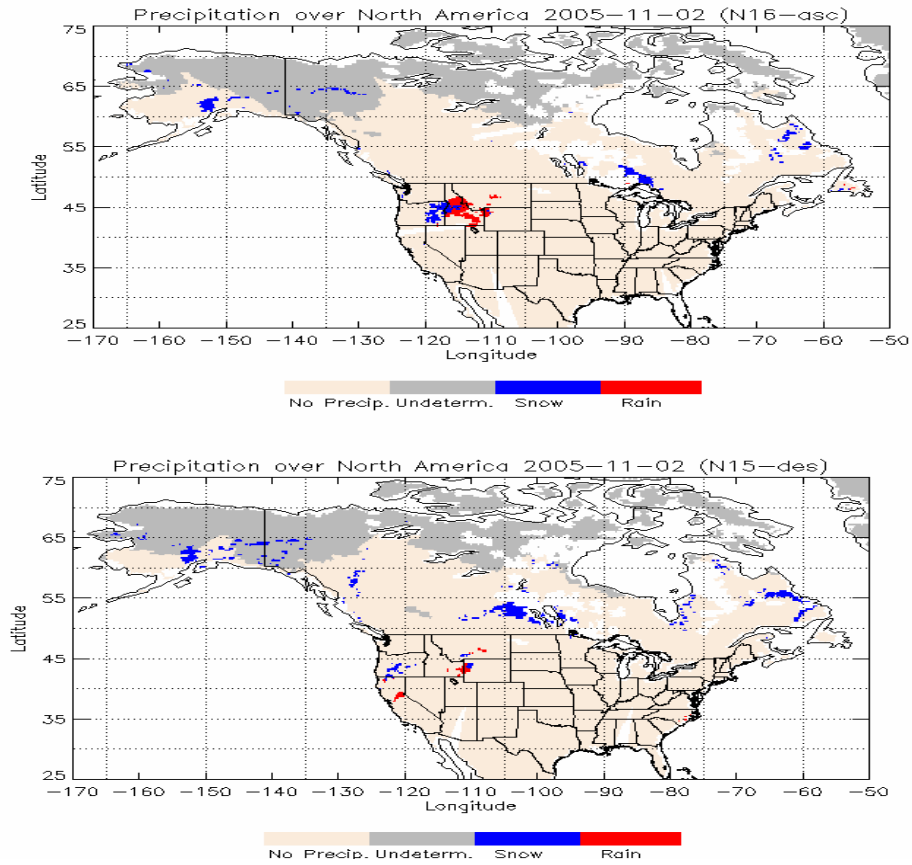 Precipitation over North America 2005-11-02 (N16-asc)
75
65
55
45
35
25
Latitude
-170 -160 -150 -140 -130 -120 -110 -100 -90 -80 -70 -60 -50
Longitude
No Precip. Undeterm. Snow Rain
Precipitation over North America 2005-11-02 (N15-des)
75
65
55
45
35
25
Latitude
-170 -160 -150 -140 -130 -120 -110 -100 -90 -80 -70 -60 -50
Longitude
No Precip. Undeterm. Snow Rain